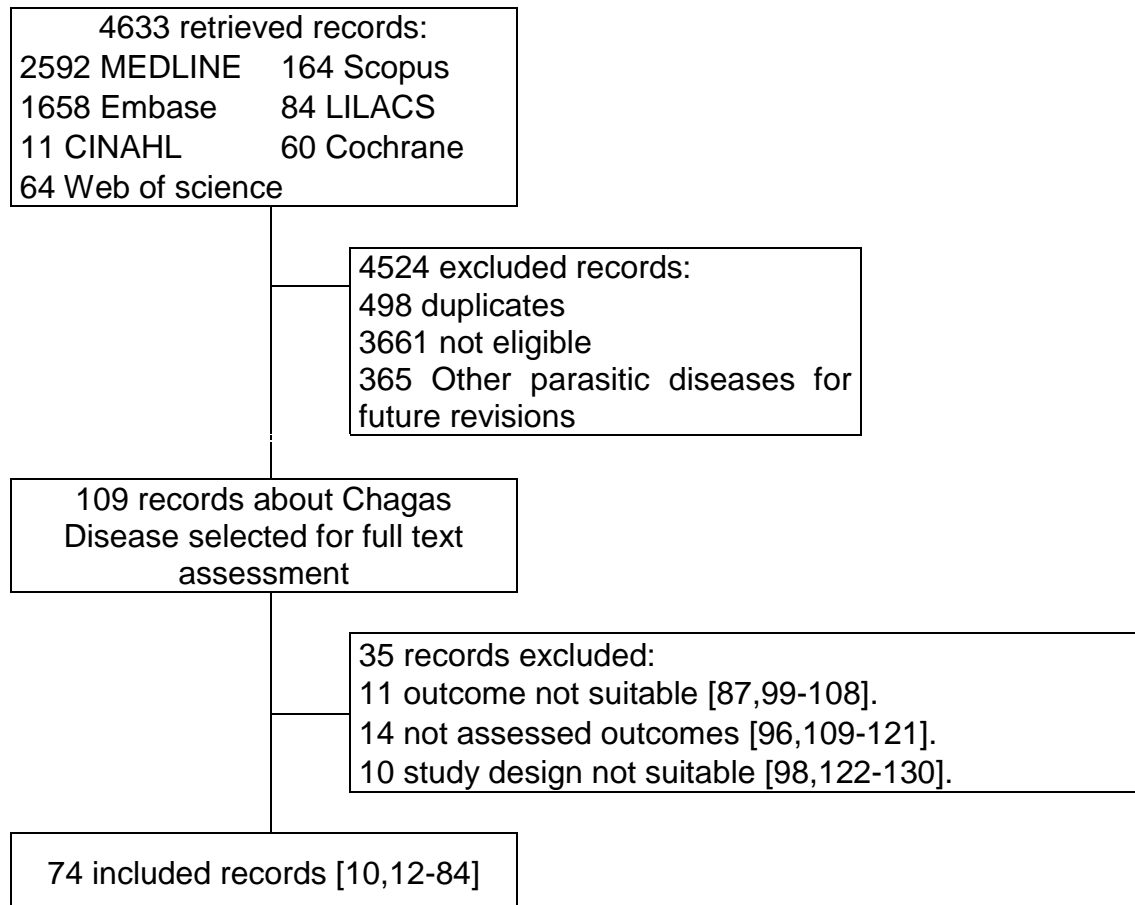 4633 retrieved records:
2592 MEDLINE 164 Scopus
1658 Embase 84 LILACS
11 CINAHL 60 Cochrane
64 Web of science
4524 excluded records:
498 duplicates
3661 not eligible
365 Other parasitic diseases for
future revisions
109 records about Chagas
Disease selected for full text
assessment
35 records excluded:
11 outcome not suitable [87,99-108].
14 not assessed outcomes [96,109-121].
10 study design not suitable [98,122-130].
74 included records [10,12-84]